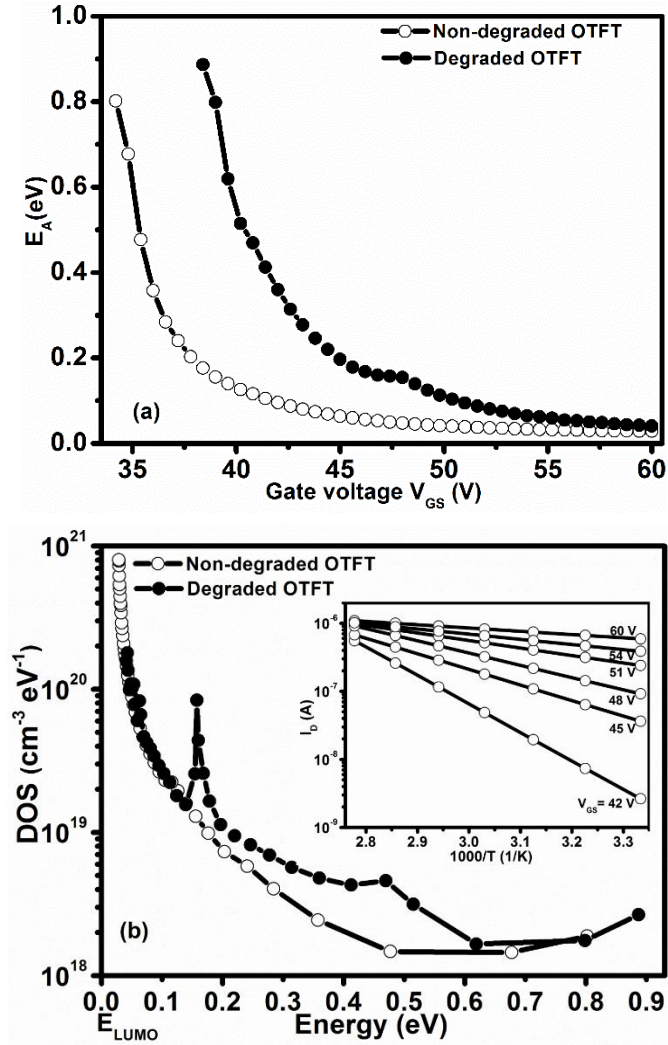 1.0
0.8
0.6
0.4
0.2
0.0
E_A(eV)
Non-degraded OTFT
Degraded OTFT
(a)
35 40 45 50 55 60
Gate voltage V_GS (V)
10^21
10^20
10^19
10^18
DOS (cm^-3 eV^-1)
Non-degraded OTFT
Degraded OTFT
10^-6
10^-7
10^-8
10^-9
I_D (A)
60 V
54 V
51 V
48 V
45 V
V_GS= 42 V
2.8 2.9 3.0 3.1 3.2 3.3
1000/T (1/K)
(b)
0.0 0.1 0.2 0.3 0.4 0.5 0.6 0.7 0.8 0.9
E_LUMO
Energy (eV)